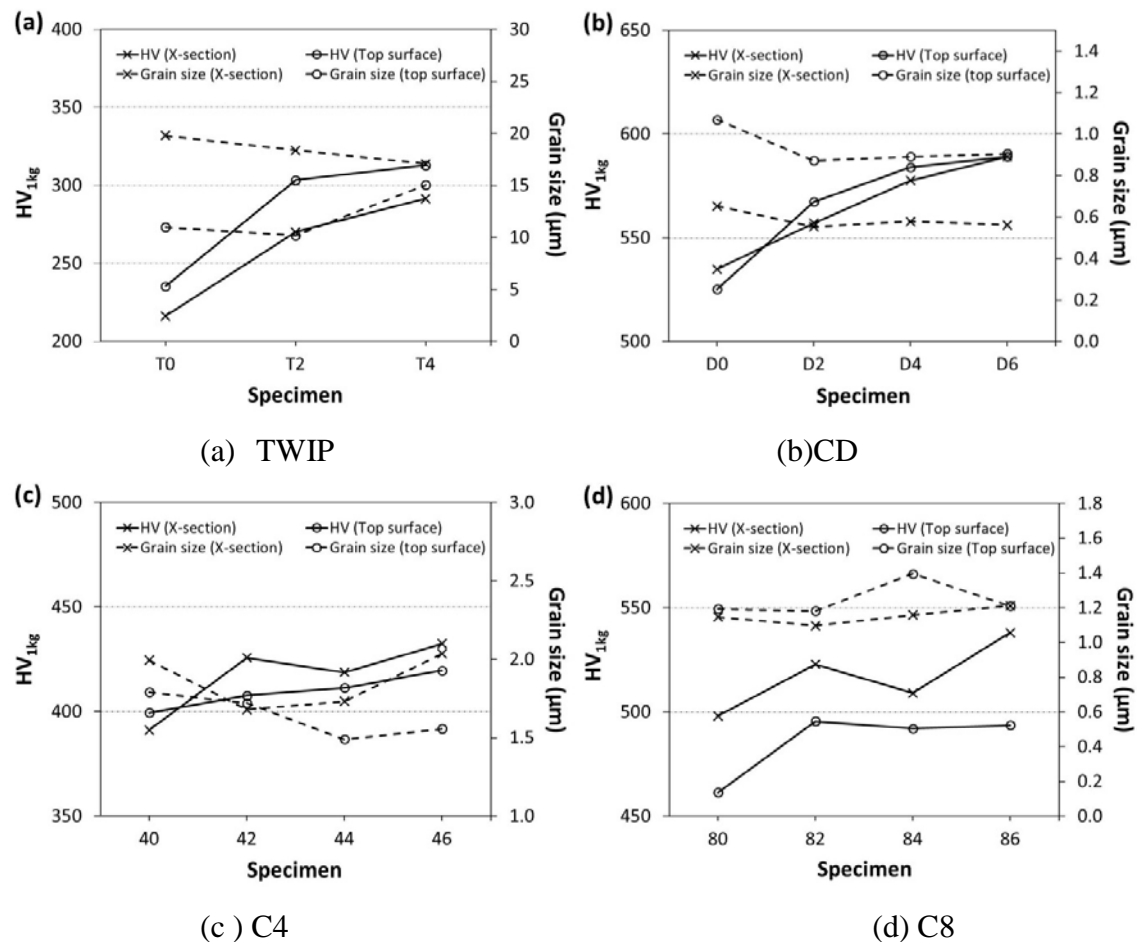 (a)
HV (X-section) HV (Top surface)
Grain size (X-section) Grain size (top surface)
400
350
300
250
200
HV1kg
30
25
20
15
10
5
0
Grain size (μm)
T0 T2 T4
Specimen
(a) TWIP
(b)
HV (X-section) HV (Top surface)
Grain size (X-section) Grain size (top surface)
650
600
550
500
HV1kg
1.4
1.2
1.0
0.8
0.6
0.4
0.2
0.0
Grain size (μm)
D0 D2 D4 D6
Specimen
(b)CD
(c)
HV (X-section) HV (Top surface)
Grain size (X-section) Grain size (top surface)
500
450
400
350
HV1kg
3.0
2.5
2.0
1.5
1.0
Grain size (μm)
40 42 44 46
Specimen
(c ) C4
(d)
HV (X-section) HV (Top surface)
Grain size (X-section) Grain size (Top surface)
600
550
500
450
HV1kg
1.8
1.6
1.4
1.2
1.0
0.8
0.6
0.4
0.2
0.0
Grain size (μm)
80 82 84 86
Specimen
(d) C8